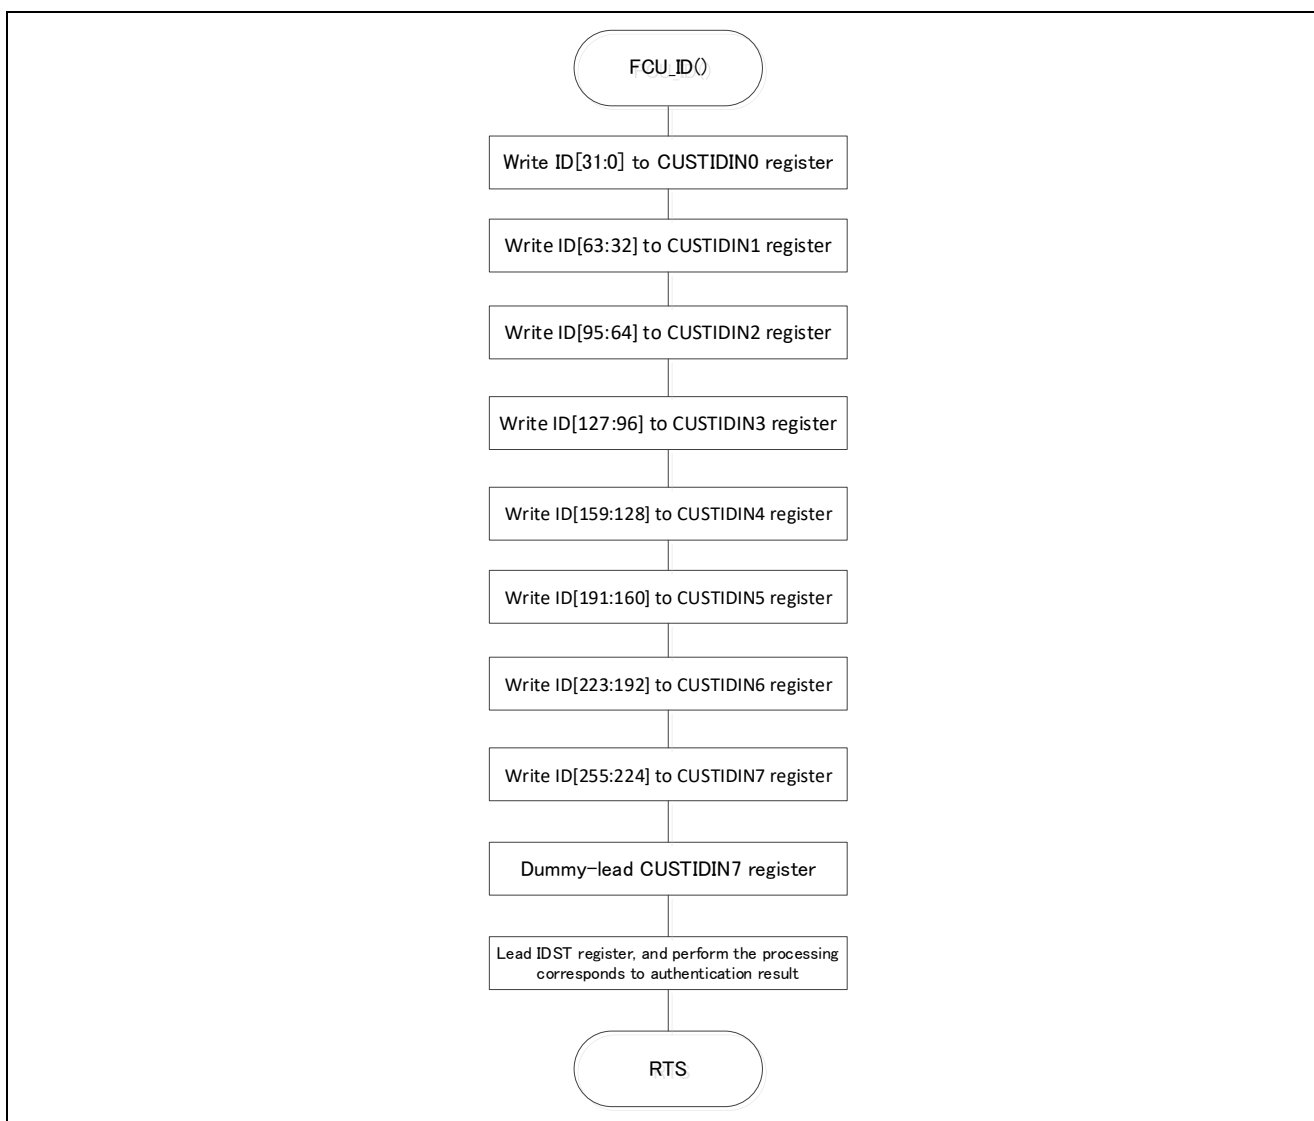 FCU_ID()
Write ID[31:0] to CUSTIDIN0 register
Write ID[63:32] to CUSTIDIN1 register
Write ID[95:64] to CUSTIDIN2 register
Write ID[127:96] to CUSTIDIN3 register
Write ID[159:128] to CUSTIDIN4 register
Write ID[191:160] to CUSTIDIN5 register
Write ID[223:192] to CUSTIDIN6 register
Write ID[255:224] to CUSTIDIN7 register
Dummy-lead CUSTIDIN7 register
Lead IDST register, and perform the processing
corresponds to authentication result
RTS